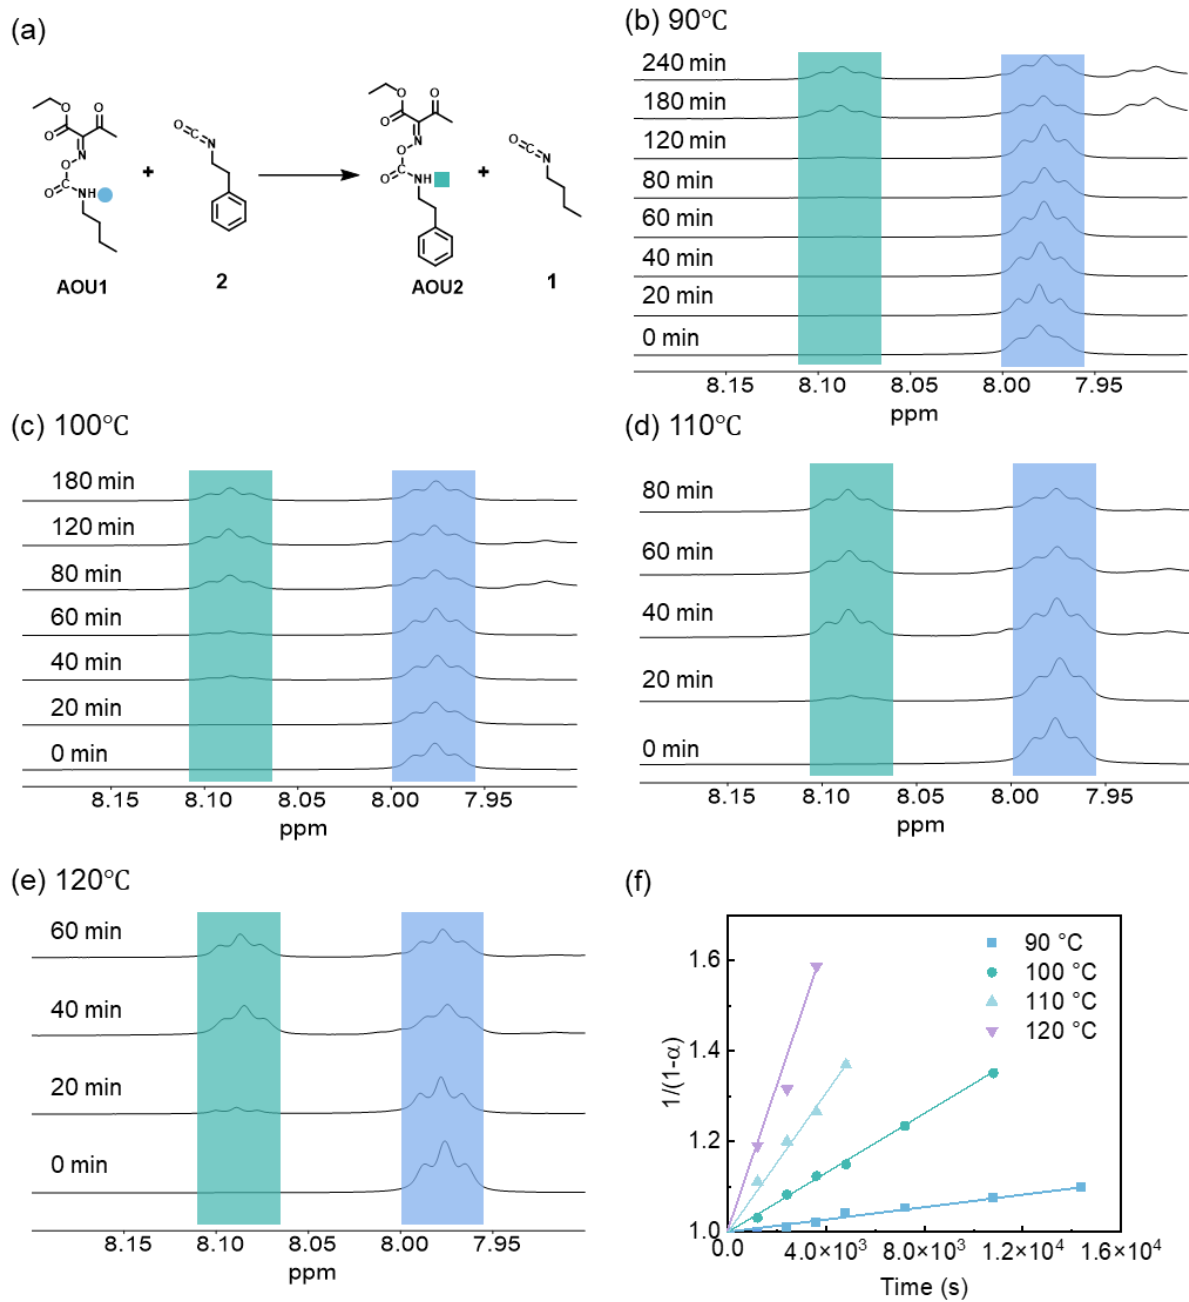 (a)
O
O
O
O
N
O
O
NH
+
O
C
N
O
O
O
O
N
O
O
NH
+
O
C
N
AOU1
2
AOU2
1
(b) 90℃
240 min
180 min
120 min
80 min
60 min
40 min
20 min
0 min
8.15 8.10 8.05 8.00 7.95
ppm
(c) 100℃
180 min
120 min
80 min
60 min
40 min
20 min
0 min
8.15 8.10 8.05 8.00 7.95
ppm
(d) 110℃
80 min
60 min
40 min
20 min
0 min
8.15 8.10 8.05 8.00 7.95
ppm
(e) 120℃
60 min
40 min
20 min
0 min
8.15 8.10 8.05 8.00 7.95
ppm
(f)
90 °C
100 °C
110 °C
120 °C
1.6
1.4
1.2
1.0
1/(1-α)
0.0 4.0×10³ 8.0×10³ 1.2×10⁴ 1.6×10⁴
Time (s)